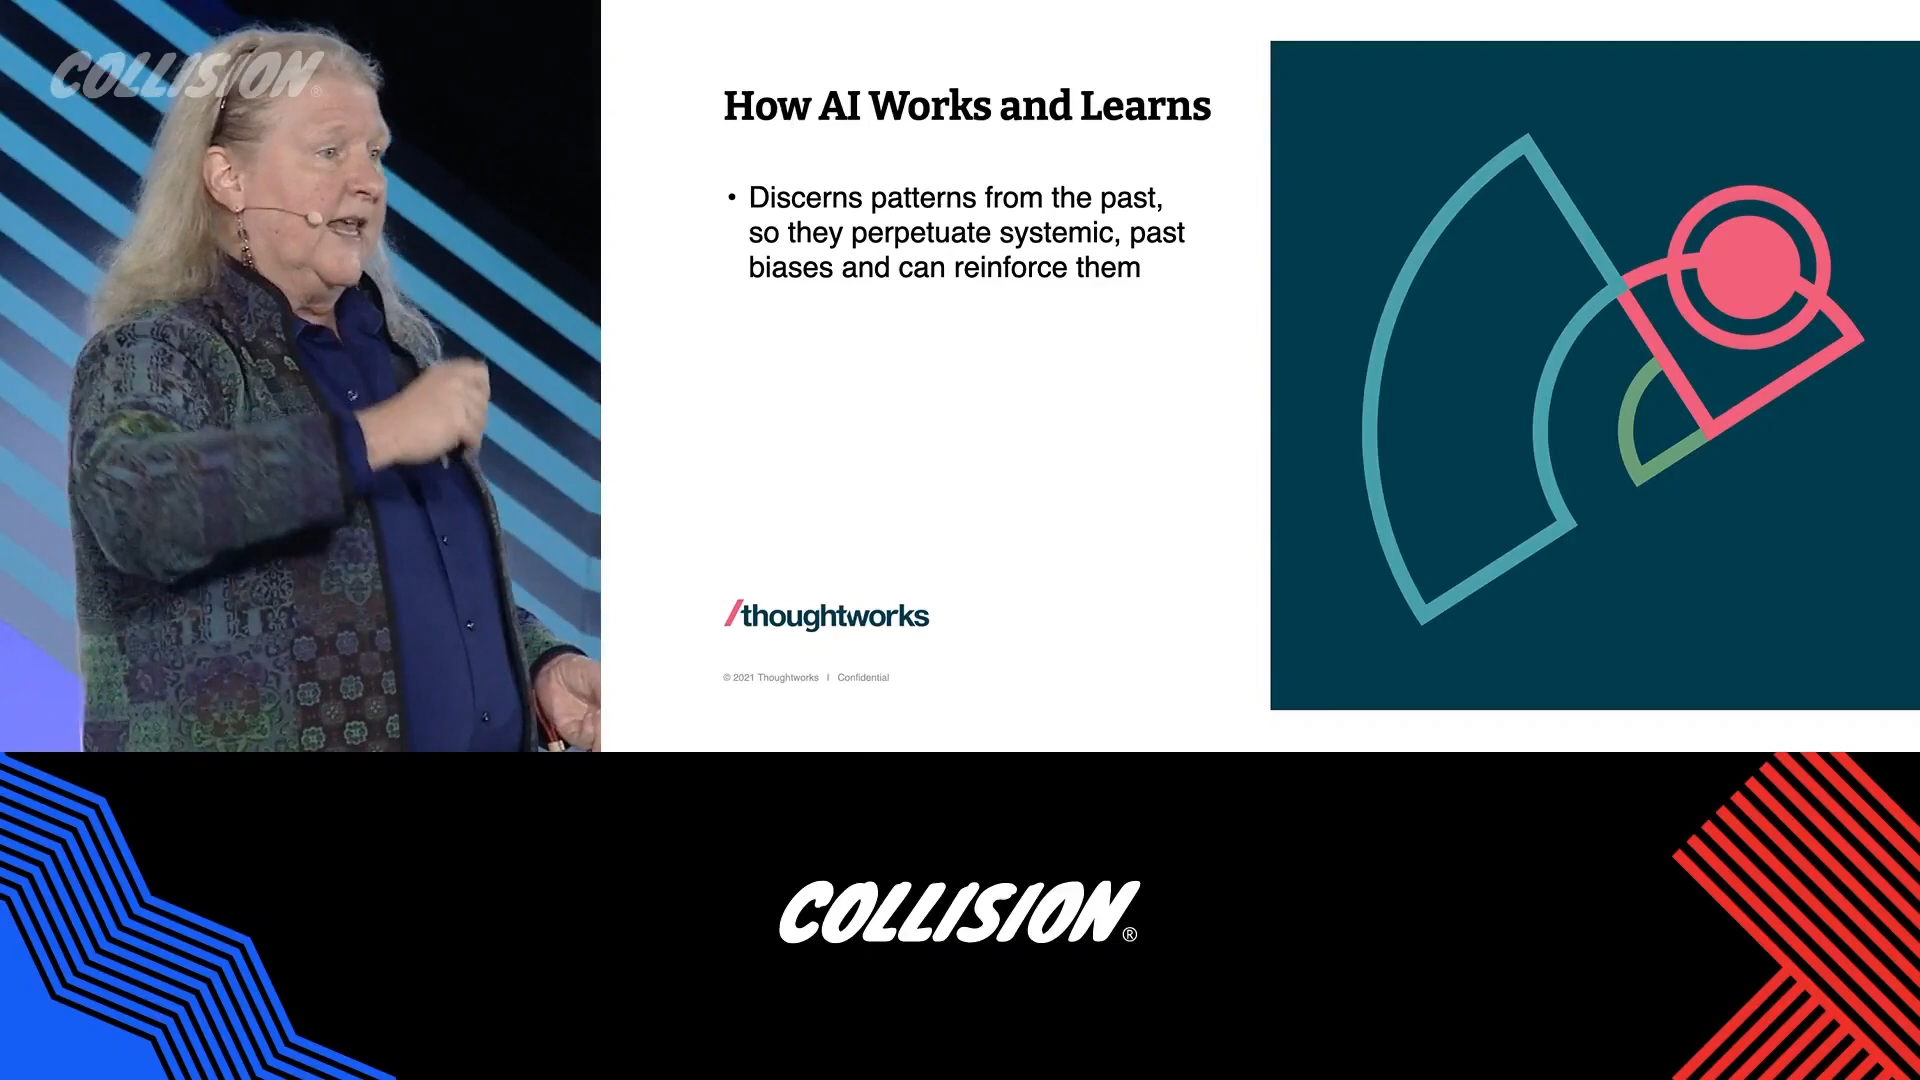 COLLISION®
How AI Works and Learns
• Discerns patterns from the past,
so they perpetuate systemic, past
biases and can reinforce them
/thoughtworks
© 2021 Thoughtworks | Confidential
COLLISION®